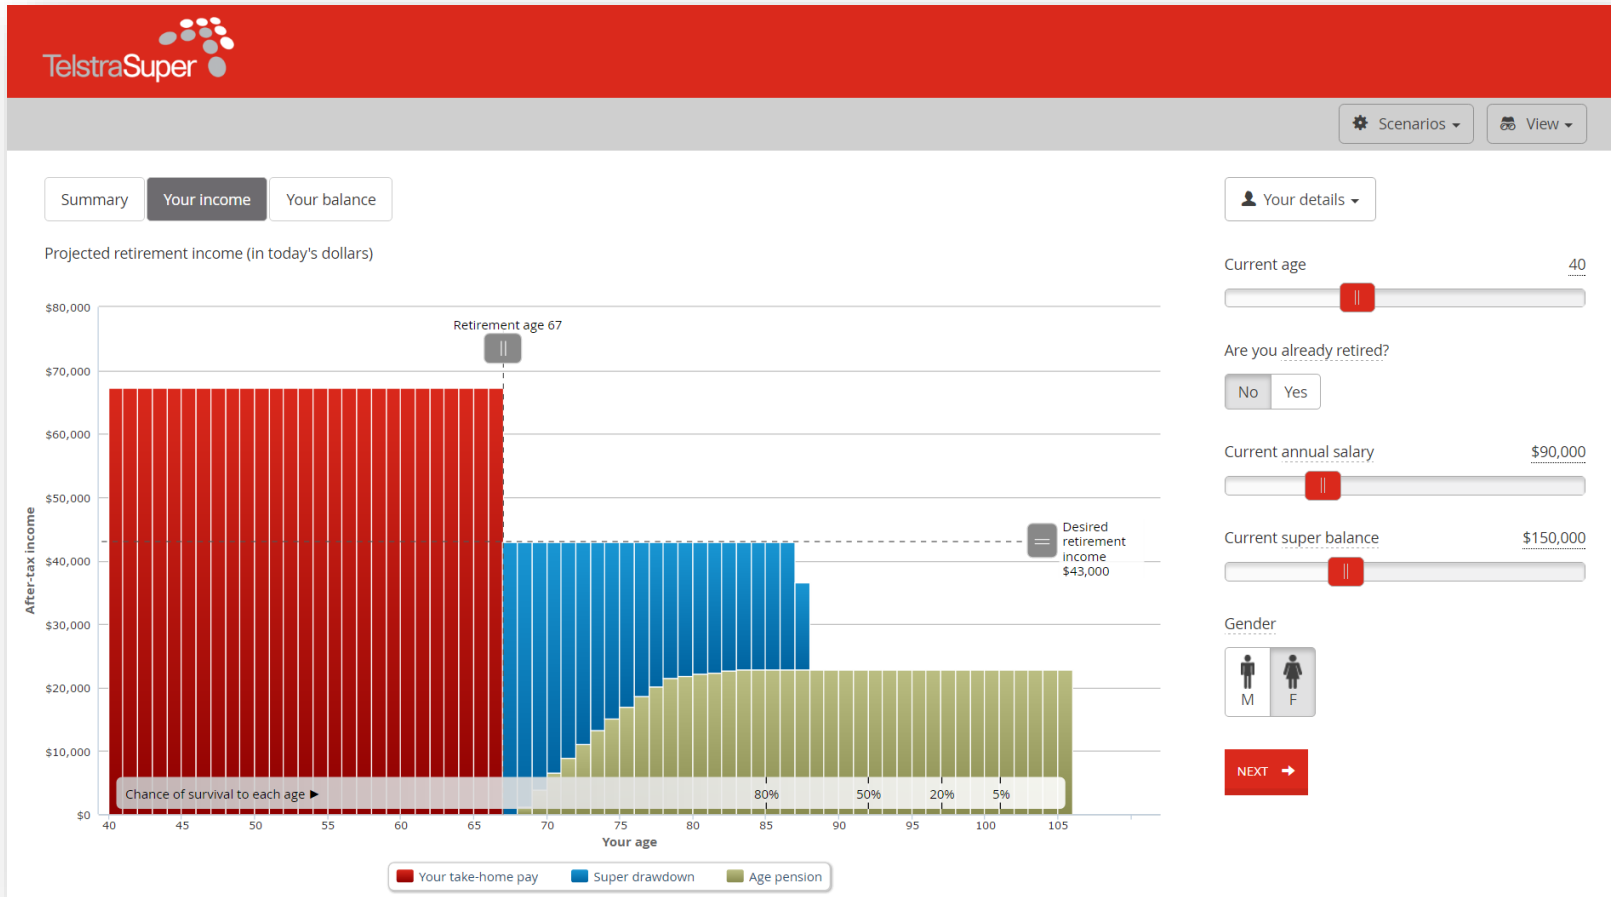 TelstraSuper
Scenarios
View
Summary
Your income
Your balance
Your details
Projected retirement income (in today's dollars)
Current age
40
Are you already retired?
No
Yes
Current annual salary
$90,000
Current super balance
$150,000
Gender
M
F
NEXT
Retirement age 67
Desired
retirement
income
$43,000
After-tax income
$80,000
$70,000
$60,000
$50,000
$40,000
$30,000
$20,000
$10,000
$0
Chance of survival to each age
80%
50%
20%
5%
40
45
50
55
60
65
70
75
80
85
90
95
100
105
Your age
Your take-home pay
Super drawdown
Age pension